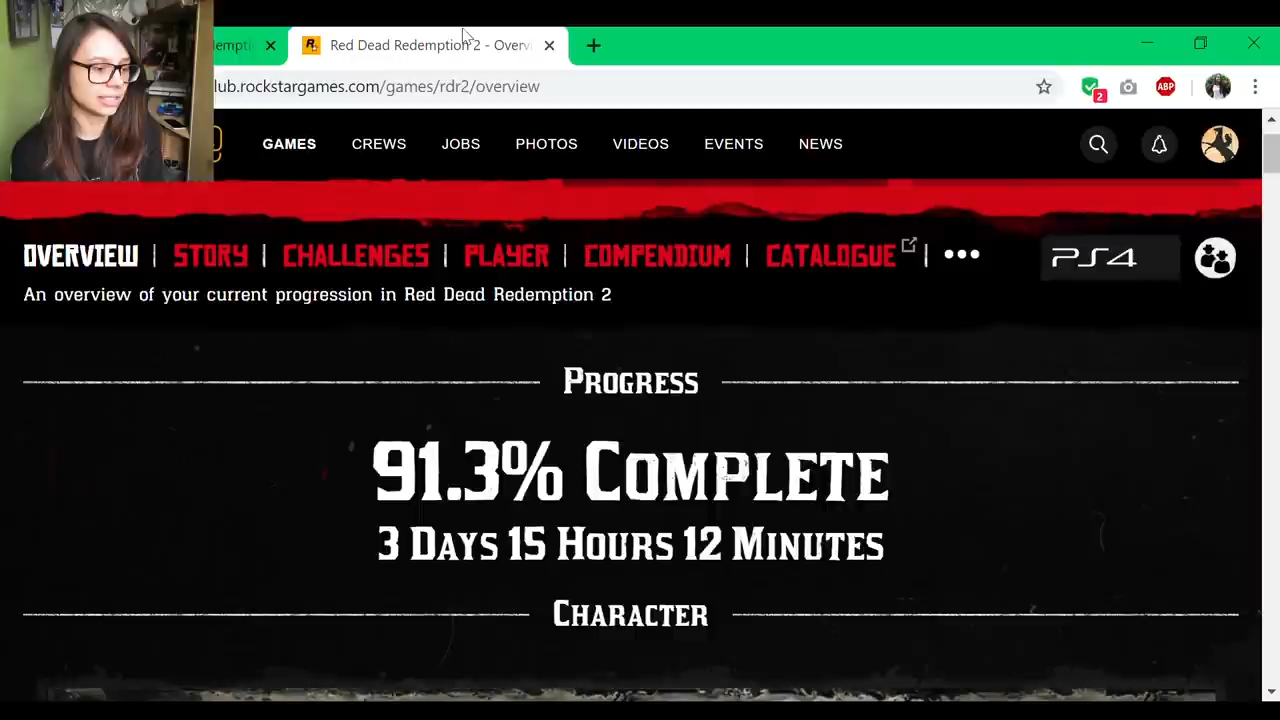 Red Dead Redemption 2 - Overv
lub.rockstargames.com/games/rdr2/overview
2
ABP
GAMES CREWS JOBS PHOTOS VIDEOS EVENTS NEWS
OVERVIEW | STORY | CHALLENGES | PLAYER | COMPENDIUM | CATALOGUE | •••
PS4
An overview of your current progression in Red Dead Redemption 2
PROGRESS
91.3% COMPLETE
3 DAYS 15 HOURS 12 MINUTES
CHARACTER